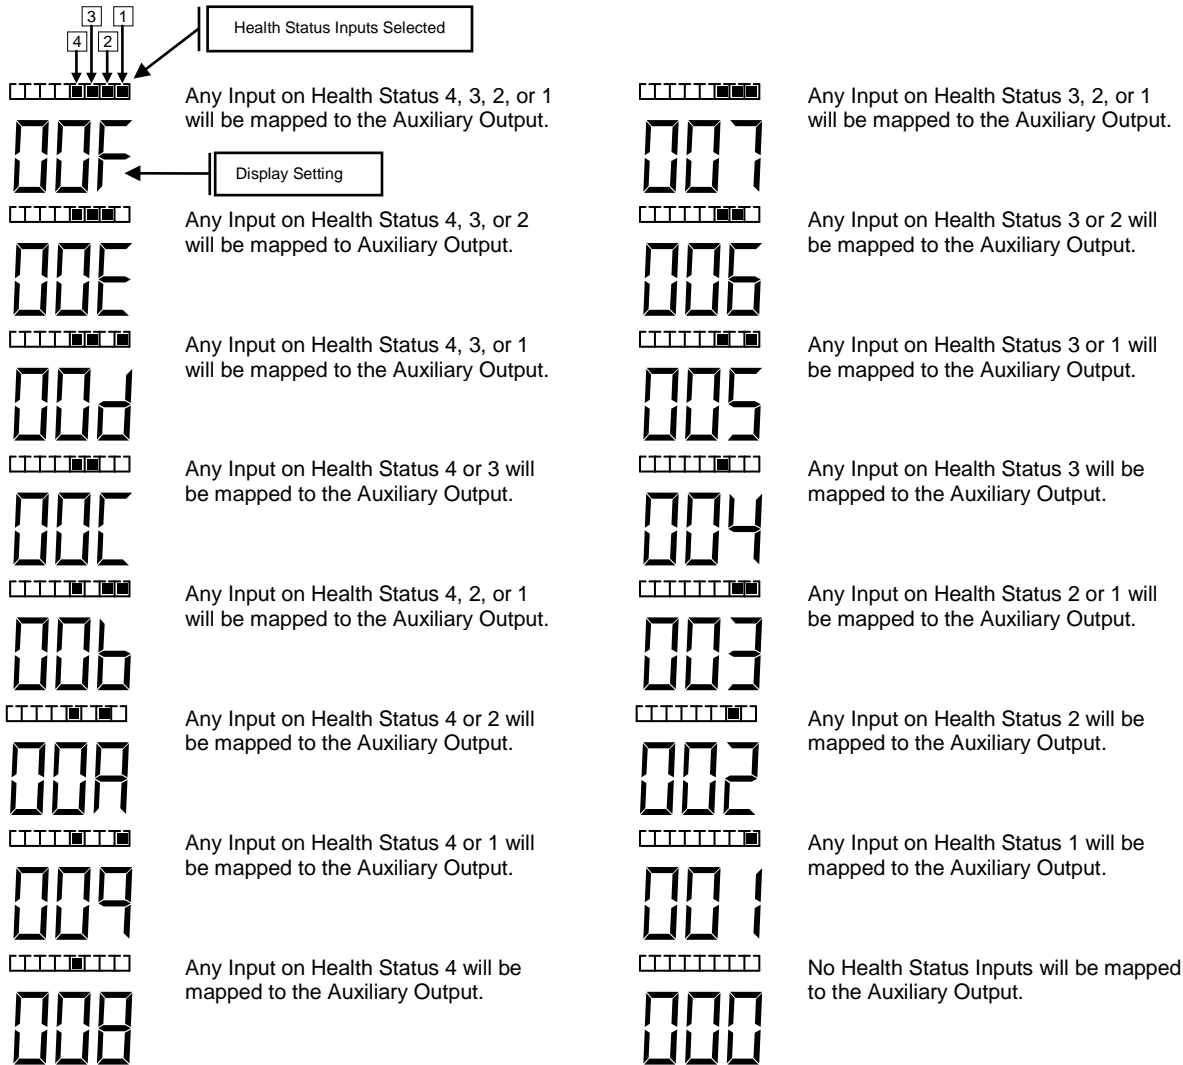 3 1
4 2
Health Status Inputs Selected
Any Input on Health Status 4, 3, 2, or 1
will be mapped to the Auxiliary Output.
00F
Display Setting
Any Input on Health Status 4, 3, or 2
will be mapped to Auxiliary Output.
00E
Any Input on Health Status 4, 3, or 1
will be mapped to the Auxiliary Output.
00d
Any Input on Health Status 4 or 3 will
be mapped to the Auxiliary Output.
00C
Any Input on Health Status 4, 2, or 1
will be mapped to the Auxiliary Output.
00b
Any Input on Health Status 4 or 2 will
be mapped to the Auxiliary Output.
00A
Any Input on Health Status 4 or 1 will
be mapped to the Auxiliary Output.
009
Any Input on Health Status 4 will be
mapped to the Auxiliary Output.
008
Any Input on Health Status 3, 2, or 1
will be mapped to the Auxiliary Output.
007
Any Input on Health Status 3 or 2 will
be mapped to the Auxiliary Output.
006
Any Input on Health Status 3 or 1 will
be mapped to the Auxiliary Output.
005
Any Input on Health Status 3 will be
mapped to the Auxiliary Output.
004
Any Input on Health Status 2 or 1 will
be mapped to the Auxiliary Output.
003
Any Input on Health Status 2 will be
mapped to the Auxiliary Output.
002
Any Input on Health Status 1 will be
mapped to the Auxiliary Output.
001
No Health Status Inputs will be mapped
to the Auxiliary Output.
000